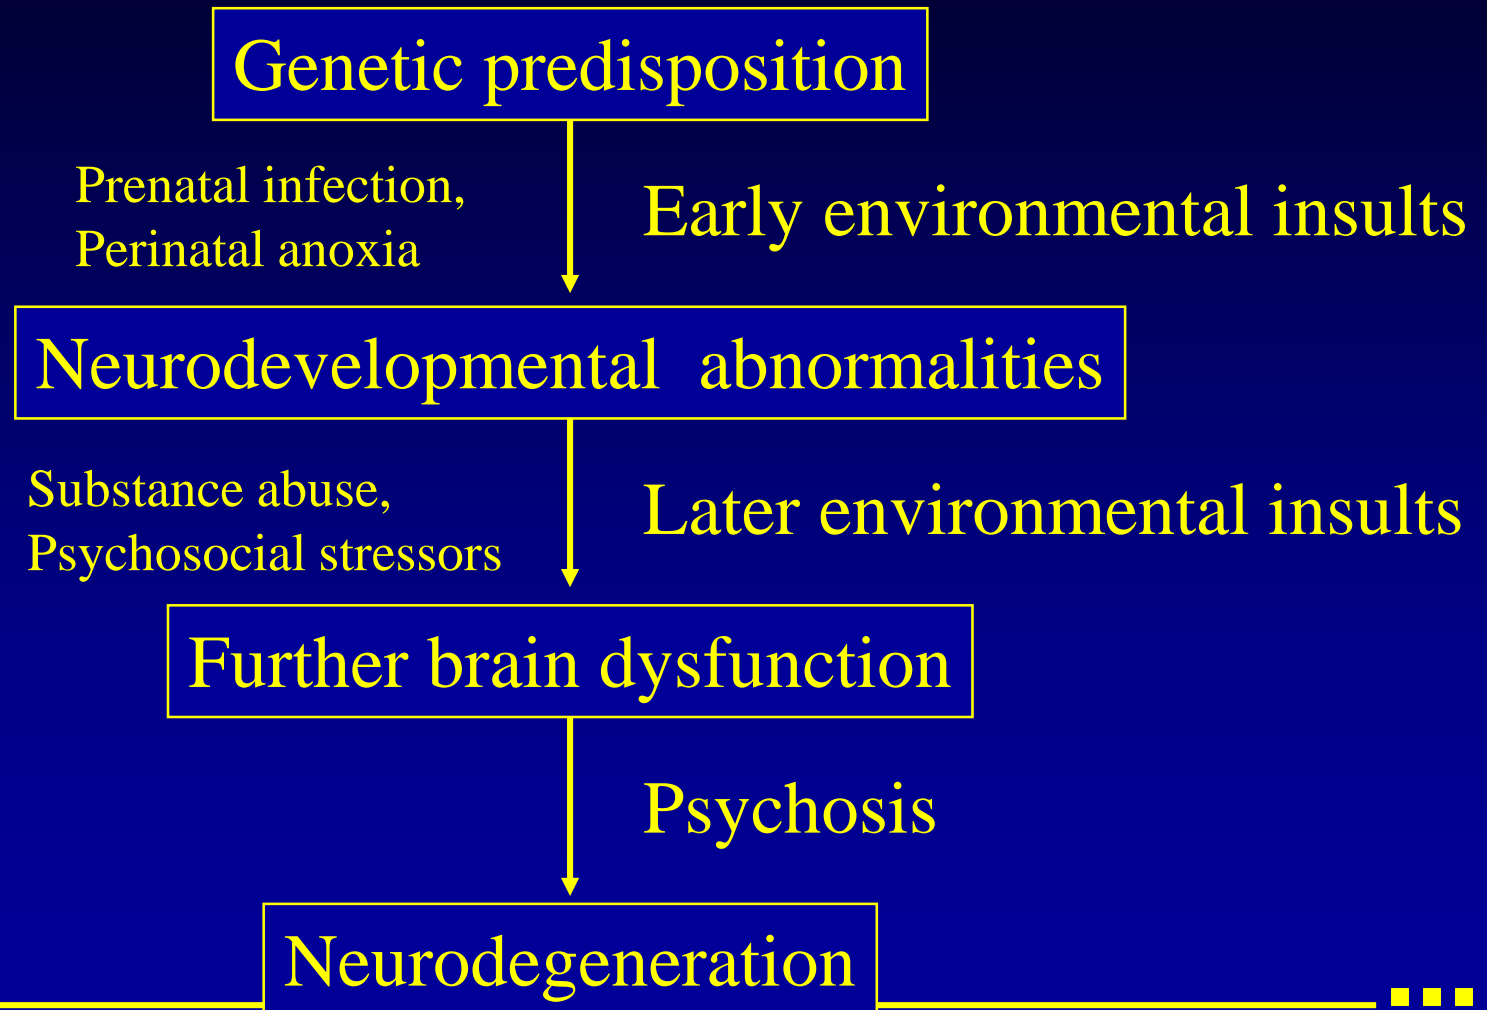 Genetic predisposition
Prenatal infection,
Perinatal anoxia
Early environmental insults
Neurodevelopmental  abnormalities
Substance abuse,
Psychosocial stressors
Later environmental insults
Further brain dysfunction
Psychosis
Neurodegeneration